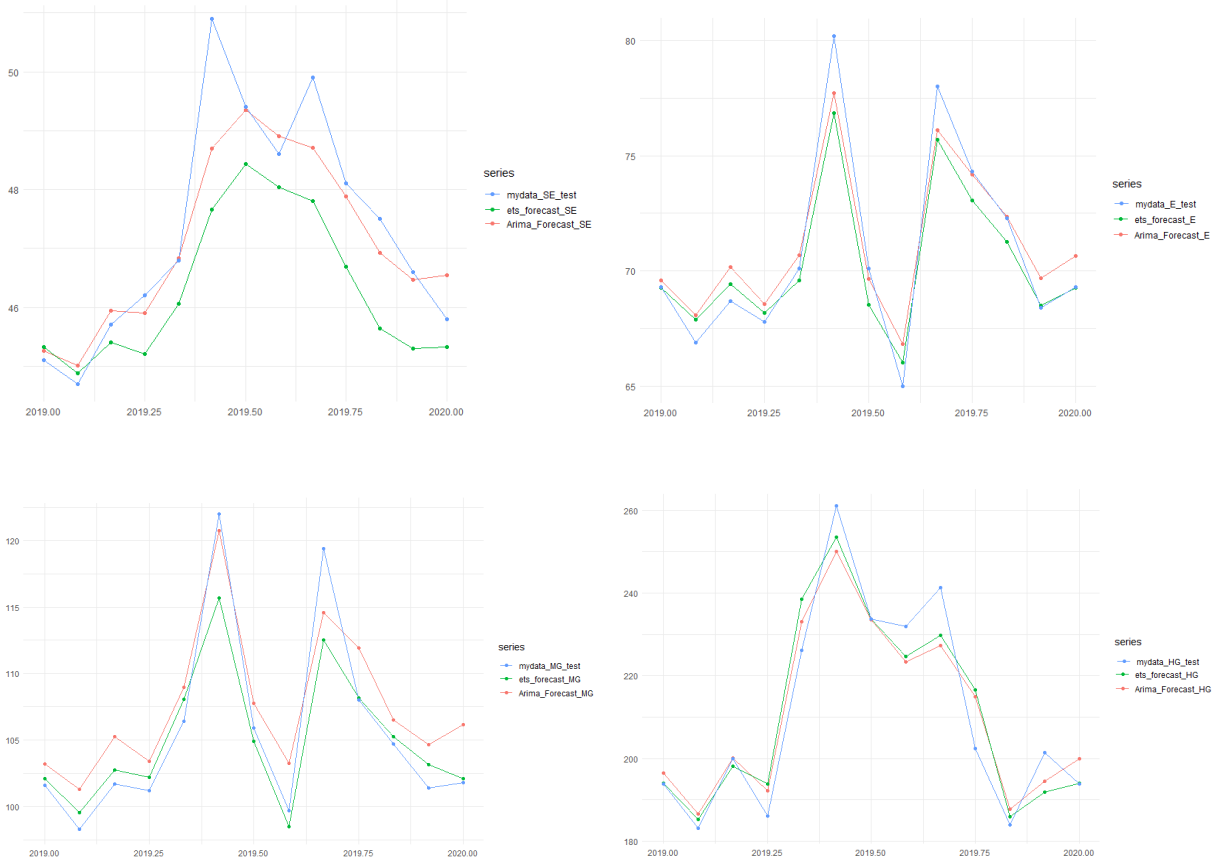 50
48
46
2019.00 2019.25 2019.50 2019.75 2020.00
series
mydata_SE_test
ets_forecast_SE
Arima_Forecast_SE
80
75
70
65
2019.00 2019.25 2019.50 2019.75 2020.00
series
mydata_E_test
ets_forecast_E
Arima_Forecast_E
120
115
110
105
100
2019.00 2019.25 2019.50 2019.75 2020.00
series
mydata_MG_test
ets_forecast_MG
Arima_Forecast_MG
260
240
220
200
180
2019.00 2019.25 2019.50 2019.75 2020.00
series
mydata_HG_test
ets_forecast_HG
Arima_Forecast_HG